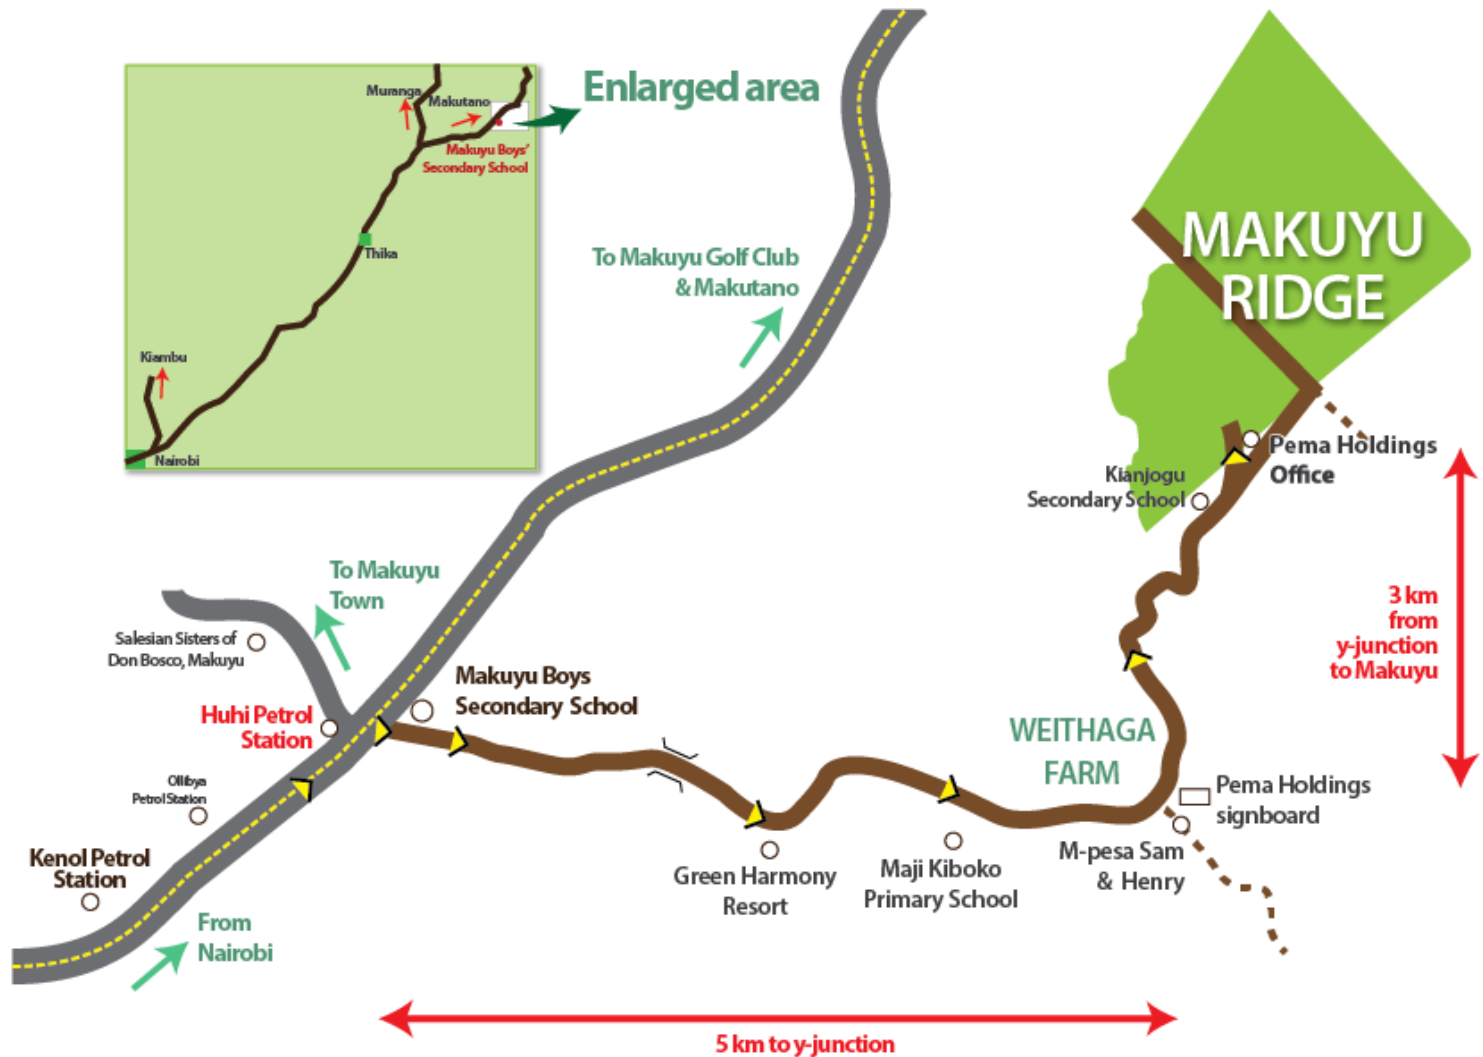 Muranga
Makutano
Makuyu Boys'
Secondary School
Thika
Kiambu
Nairobi
Enlarged area
To Makuyu Golf Club
& Makutano
MAKUYU
RIDGE
Pema Holdings
Office
Kianjogu
Secondary School
3 km
from
y-junction
to Makuyu
To Makuyu
Town
Salesian Sisters of
Don Bosco, Makuyu
Huhi Petrol
Station
Makuyu Boys
Secondary School
Ollibya
Petrol Station
Kenol Petrol
Station
From
Nairobi
WEITHAGA
FARM
Pema Holdings
signboard
M-pesa Sam
& Henry
Maji Kiboko
Primary School
Green Harmony
Resort
5 km to y-junction